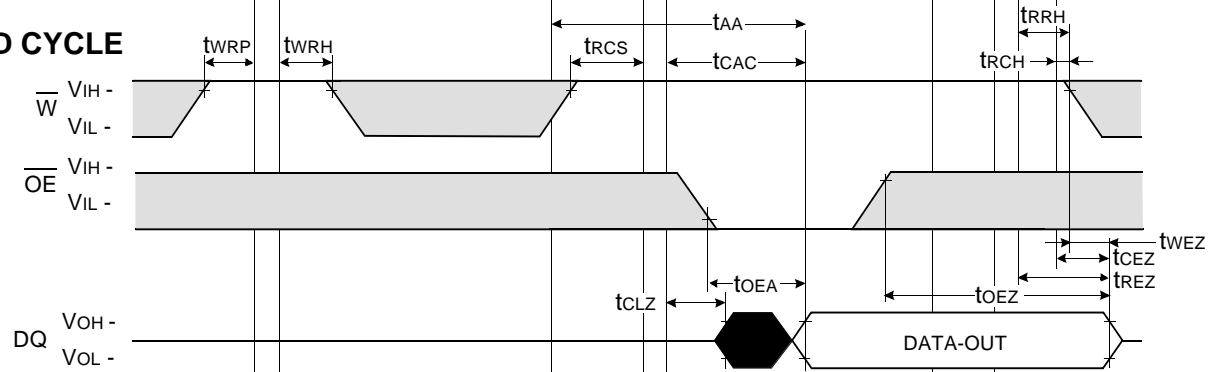 D CYCLE
tWRP
tWRH
tRCS
tAA
tCAC
tRRH
tRCH
W
VIH -
VIL -
OE
VIH -
VIL -
tWEZ
tCEZ
tREZ
tOEA
tOEZ
tCLZ
DQ
VOH -
VOL -
DATA-OUT